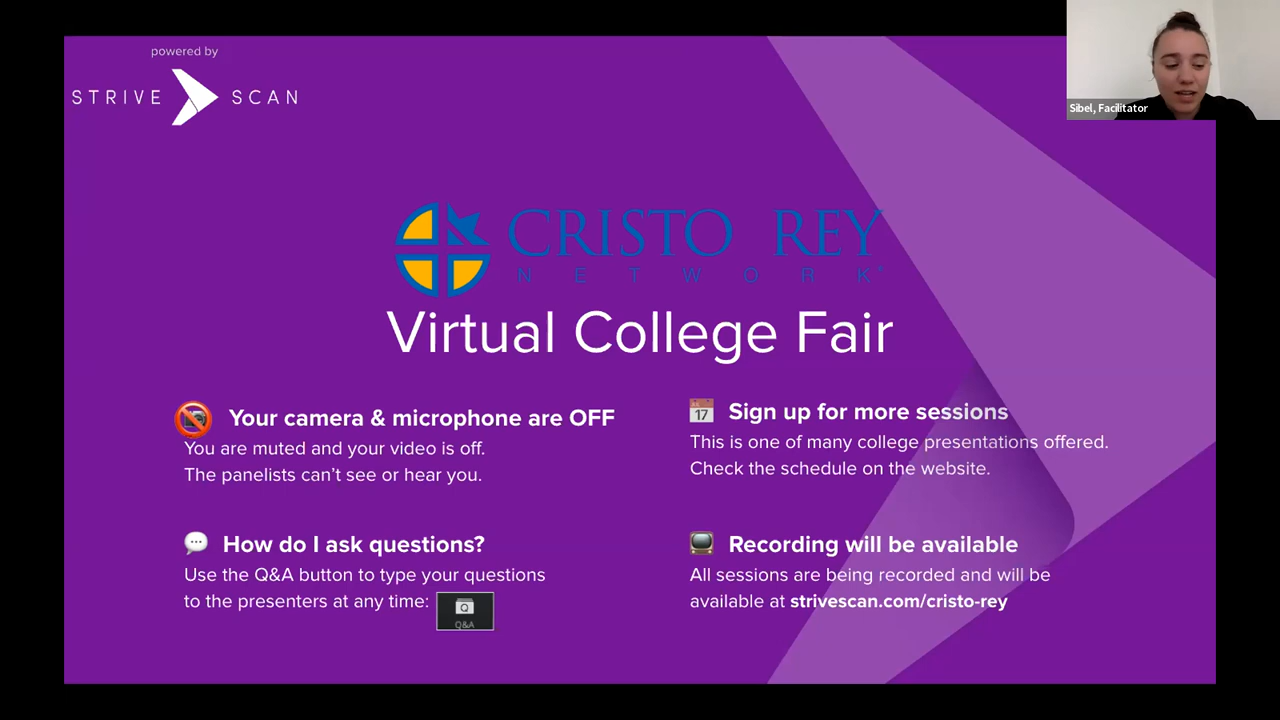 powered by
STRIVE SCAN
Sibel, Facilitator
CRISTO REY
NETWORK®
Virtual College Fair
Your camera & microphone are OFF
You are muted and your video is off.
The panelists can’t see or hear you.
17 Sign up for more sessions
This is one of many college presentations offered.
Check the schedule on the website.
How do I ask questions?
Use the Q&A button to type your questions
to the presenters at any time:
Q
Q&A
Recording will be available
All sessions are being recorded and will be
available at strivescan.com/cristo-rey